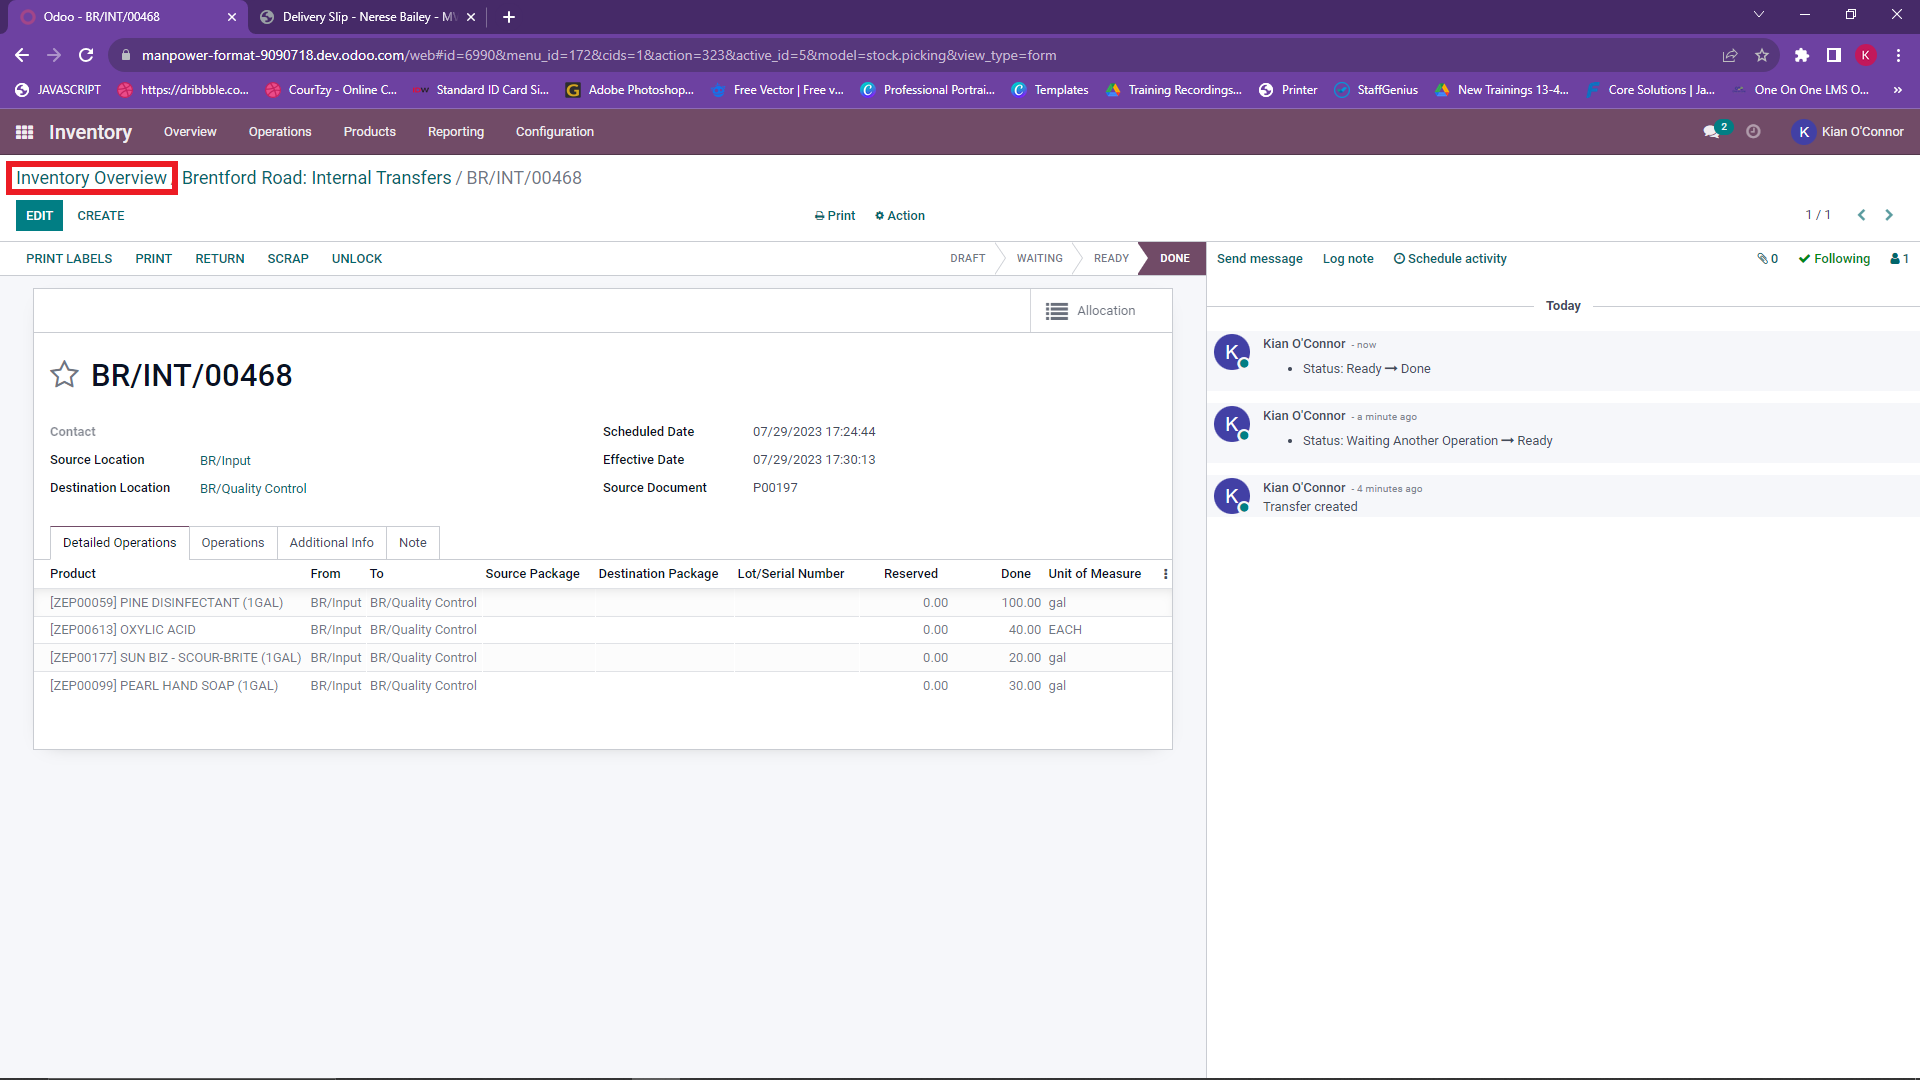 Odoo - BR/INT/00468
Delivery Slip - Nerese Bailey - M
manpower-format-9090718.dev.odoo.com/web#id=6990&menu_id=172&cids=1&action=323&active_id=5&model=stock.picking&view_type=form
K
JAVASCRIPT https://dribbble.co... CourTzy - Online C... Standard ID Card Si... Adobe Photoshop... Free Vector | Free v... Professional Portrai... Templates Training Recordings... Printer StaffGenius New Trainings 13-4... Core Solutions | Ja... One On One LMS O... »
Inventory Overview Operations Products Reporting Configuration 2 K Kian O'Connor
Inventory Overview / Brentford Road: Internal Transfers / BR/INT/00468
EDIT CREATE Print Action 1 / 1
PRINT LABELS PRINT RETURN SCRAP UNLOCK DRAFT WAITING READY DONE
Send message Log note Schedule activity 0 Following 1
Allocation
BR/INT/00468
Contact
Source Location BR/Input
Destination Location BR/Quality Control
Scheduled Date 07/29/2023 17:24:44
Effective Date 07/29/2023 17:30:13
Source Document P00197
Detailed Operations Operations Additional Info Note
Product From To Source Package Destination Package Lot/Serial Number Reserved Done Unit of Measure
[ZEP00059] PINE DISINFECTANT (1GAL) BR/Input BR/Quality Control 0.00 100.00 gal
[ZEP00613] OXYLIC ACID BR/Input BR/Quality Control 0.00 40.00 EACH
[ZEP00177] SUN BIZ - SCOUR-BRITE (1GAL) BR/Input BR/Quality Control 0.00 20.00 gal
[ZEP00099] PEARL HAND SOAP (1GAL) BR/Input BR/Quality Control 0.00 30.00 gal
Today
K Kian O'Connor - now
• Status: Ready → Done
K Kian O'Connor - a minute ago
• Status: Waiting Another Operation → Ready
K Kian O'Connor - 4 minutes ago
Transfer created